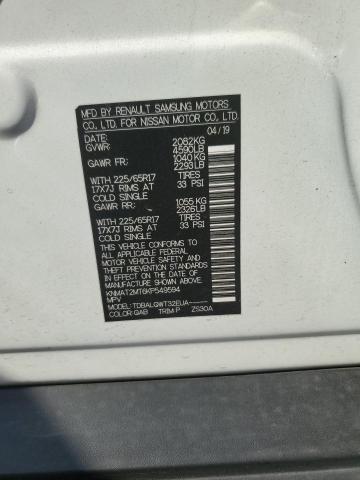 MFD BY RENAULT SAMSUNG MOTORS
CO., LTD. FOR NISSAN MOTOR CO., LTD.
DATE: 04/19
GVWR: 2082KG
4590LB
GAWR FR: 1040 KG
2293LB
WITH 225/65R17 TIRES
17X7J RIMS AT 33 PSI
COLD SINGLE
GAWR RR: 1055 KG
2326LB
WITH 225/65R17 TIRES
17X7J RIMS AT 33 PSI
COLD SINGLE
THIS VEHICLE CONFORMS TO
ALL APPLICABLE FEDERAL
MOTOR VEHICLE SAFETY AND
THEFT PREVENTION STANDARDS
IN EFFECT ON THE DATE OF
MANUFACTURE SHOWN ABOVE.
KNMAT2MT6KP549594
MPV
MODEL: TDBALQWT32EUA-----
COLOR: QAB TRIM: P ZS30A